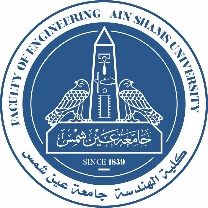 FACULTY OF ENGINEERING AIN SHAMS UNIVERSITY
جامعة عين شمس
SINCE 1839
كلية الهندسة جامعة عين شمس